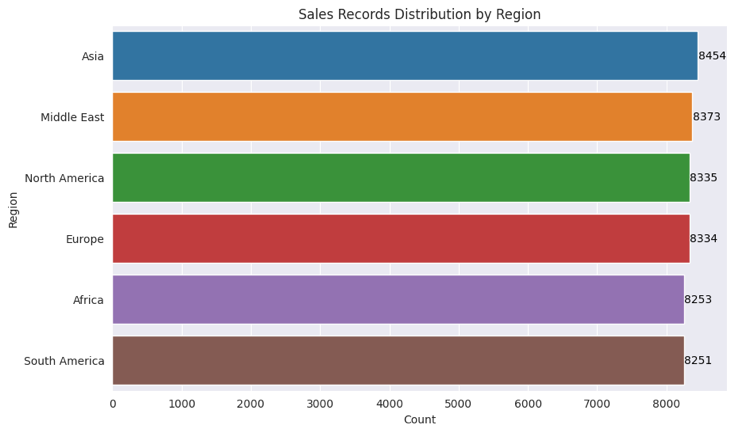 Sales Records Distribution by Region
Region
Asia 8454
Middle East 8373
North America 8335
Europe 8334
Africa 8253
South America 8251
0 1000 2000 3000 4000 5000 6000 7000 8000
Count